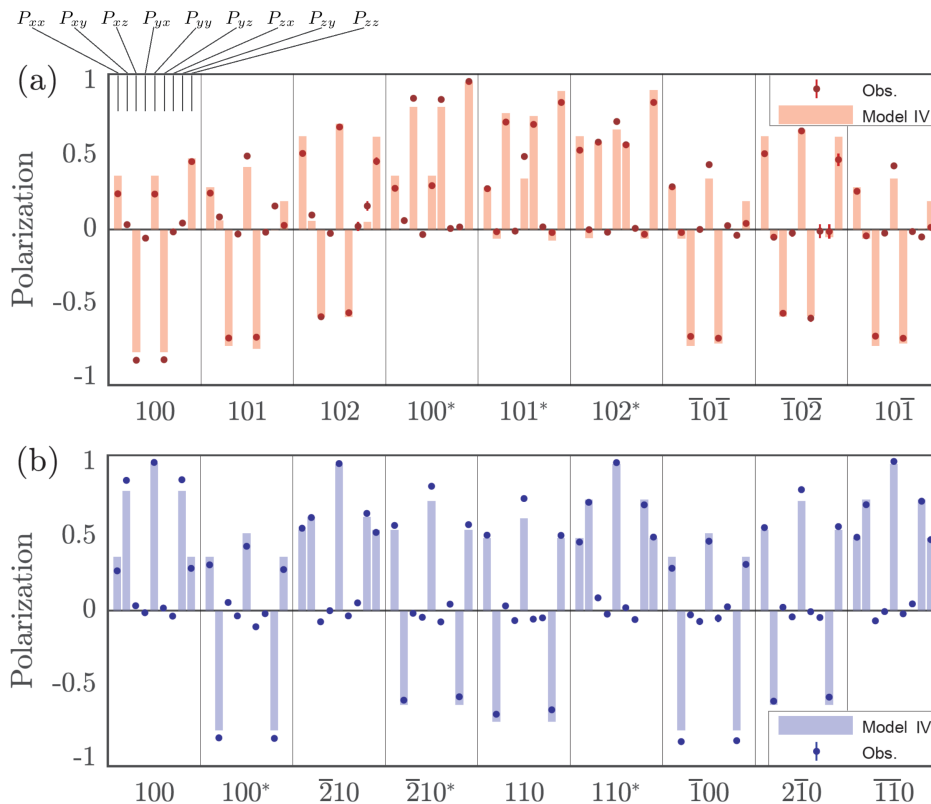 Pxx Pxy Pxz Pyx Pyy Pyz Pzx Pzy Pzz
(a)
1
0.5
0
-0.5
-1
Polarization
Obs.
Model IV
100 101 102 100* 101* 102* 1̅01̅ 1̅02̅ 101̅
(b)
1
0.5
0
-0.5
-1
Polarization
Model IV
Obs.
100 100* 2̅10 2̅10* 110 110* 1̅00 21̅0 1̅1̅0